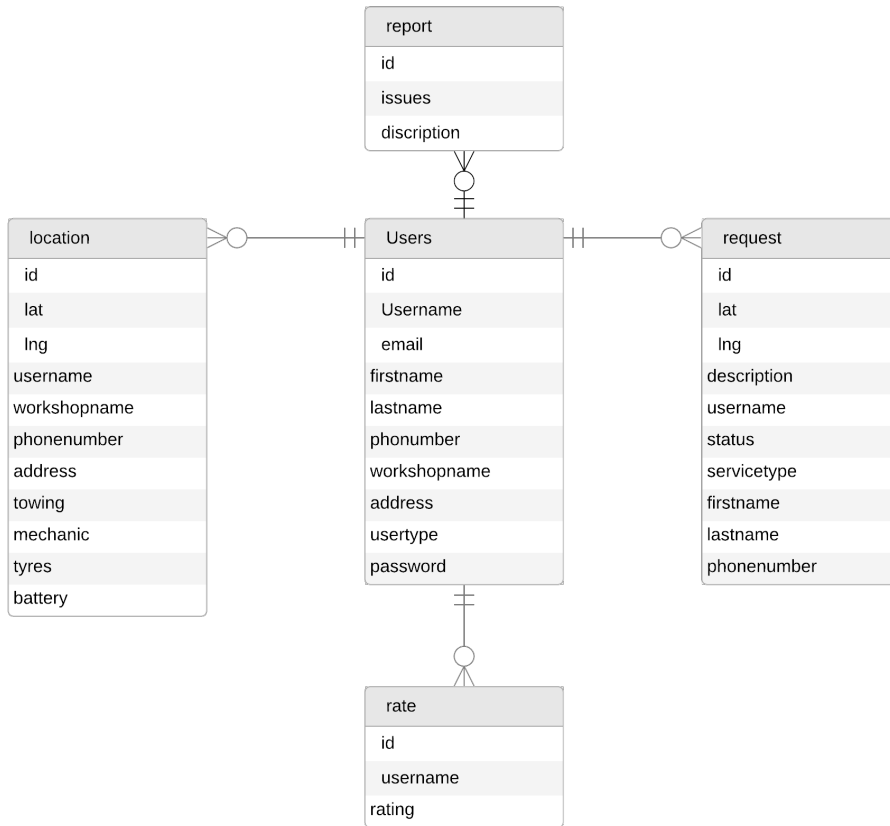 report
id
issues
discription
location
id
lat
lng
username
workshopname
phonenumber
address
towing
mechanic
tyres
battery
Users
id
Username
email
firstname
lastname
phonumber
workshopname
address
usertype
password
request
id
lat
lng
description
username
status
servicetype
firstname
lastname
phonenumber
rate
id
username
rating